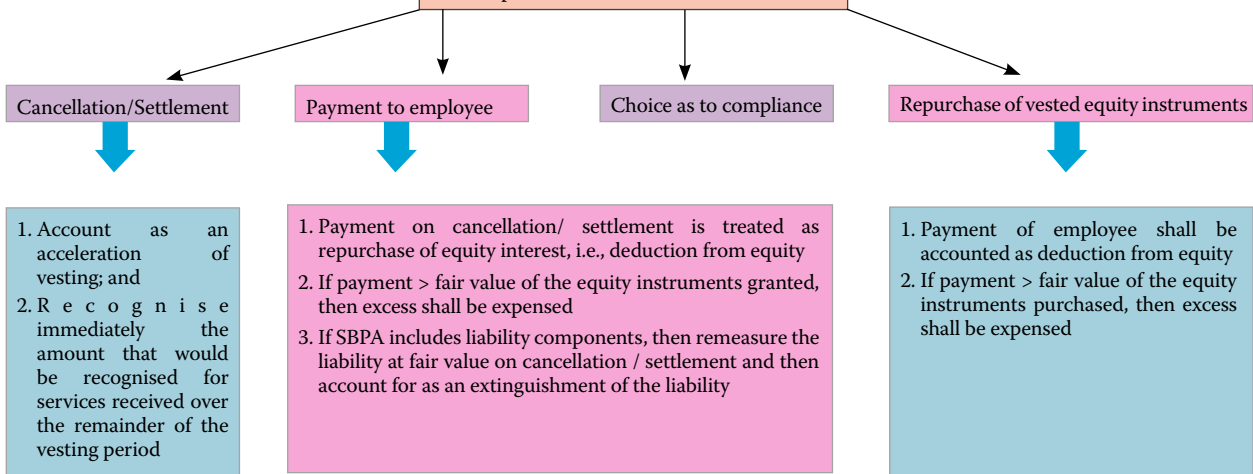 Cancellation/Settlement
Payment to employee
Choice as to compliance
Repurchase of vested equity instruments
1. Account as an
acceleration of
vesting; and
2. R e c o g n i s e
immediately the
amount that would
be recognised for
services received over
the remainder of the
vesting period
1. Payment on cancellation/ settlement is treated as
repurchase of equity interest, i.e., deduction from equity
2. If payment > fair value of the equity instruments granted,
then excess shall be expensed
3. If SBPA includes liability components, then remeasure the
liability at fair value on cancellation / settlement and then
account for as an extinguishment of the liability
1. Payment of employee shall be
accounted as deduction from equity
2. If payment > fair value of the equity
instruments purchased, then excess
shall be expensed